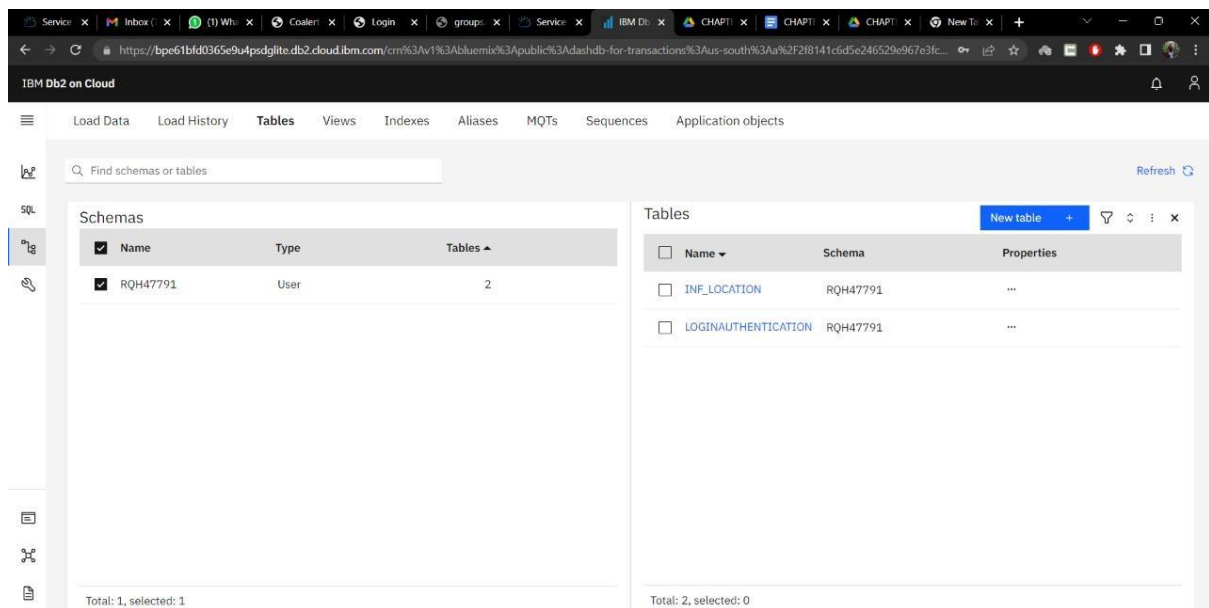 Service Inbox ( (1) Wha Coalert Login groups. Service IBM Db CHAPTI CHAPTI CHAPTI New Ta
https://bpe61bfd0365e9u4psdglite.db2.cloud.ibm.com/crn%3Av1%3Abluemix%3Apublic%3Adashdb-for-transactions%3Aus-south%3Aa%2F2f8141c6d5e246529e967e3fc...
IBM Db2 on Cloud
Load Data Load History Tables Views Indexes Aliases MQTs Sequences Application objects
Find schemas or tables
Refresh
SQL
Schemas
Name Type Tables
RQH47791 User 2
Total: 1, selected: 1
Tables
New table +
Name Schema Properties
INF_LOCATION RQH47791 ...
LOGINAUTHENTICATION RQH47791 ...
Total: 2, selected: 0